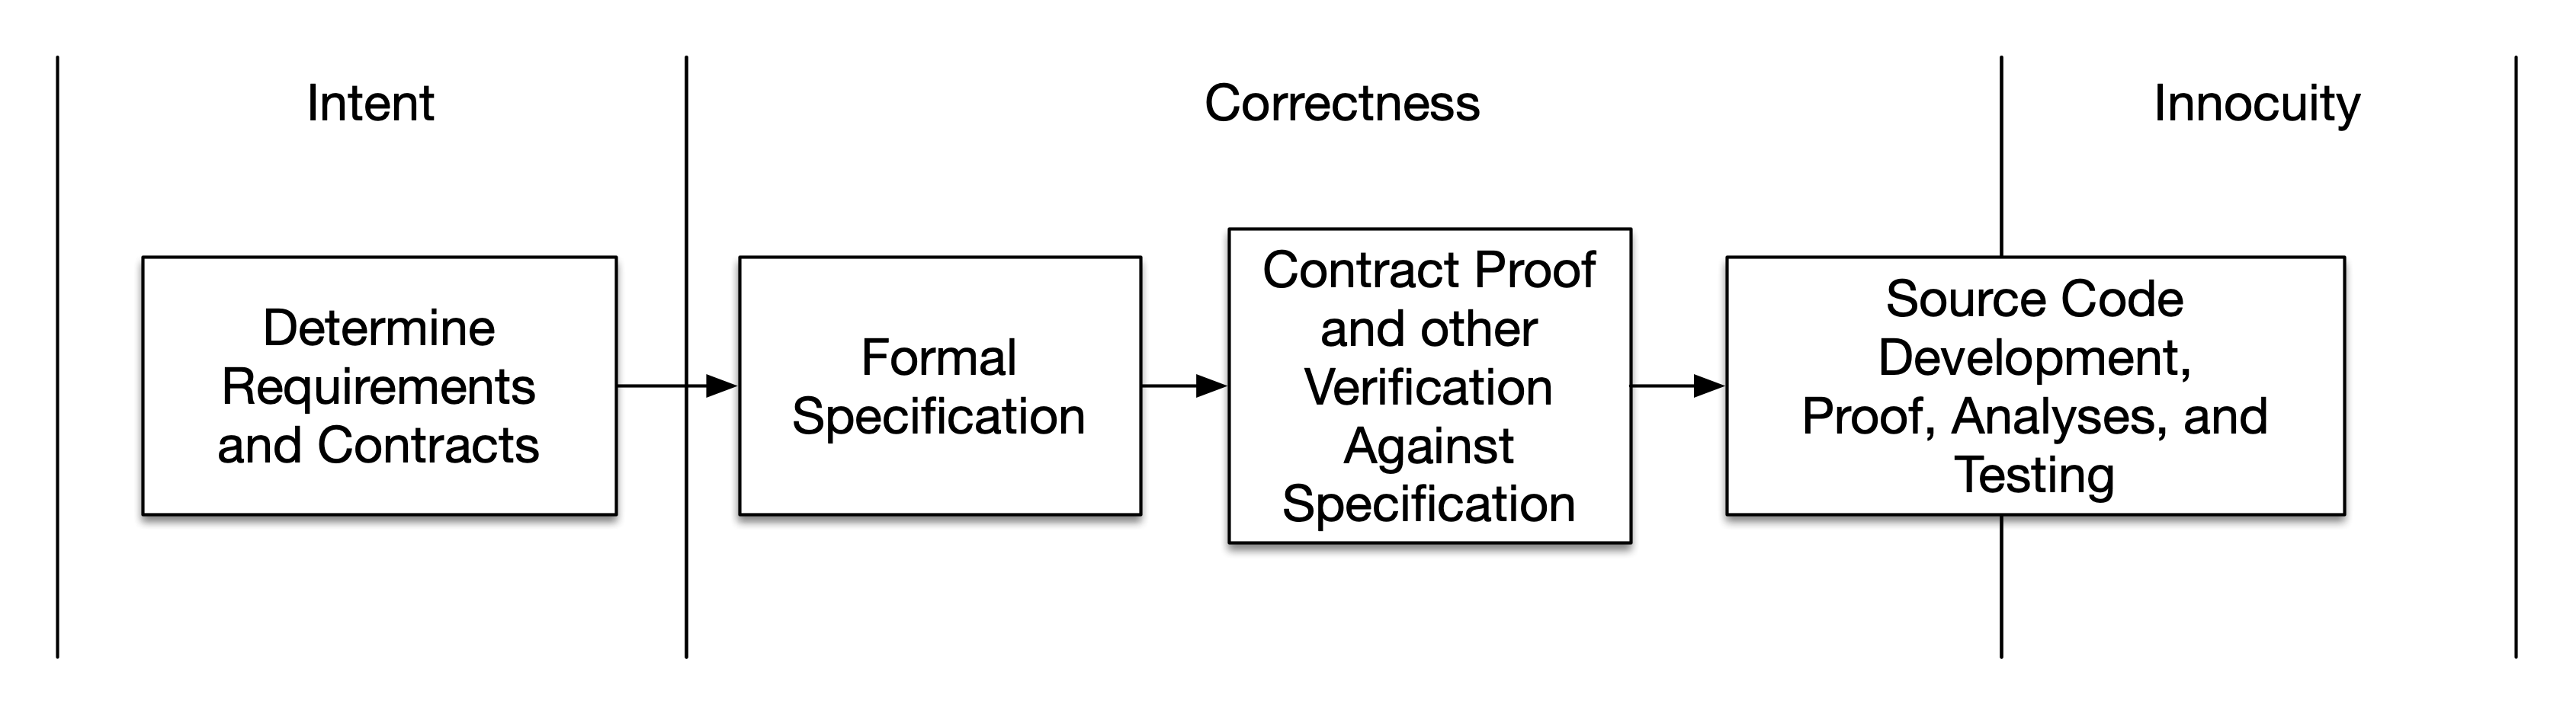 Intent
Correctness
Innocuity
Determine
Requirements
and Contracts
Formal
Specification
Contract Proof
and other
Verification
Against
Specification
Source Code
Development,
Proof, Analyses, and
Testing